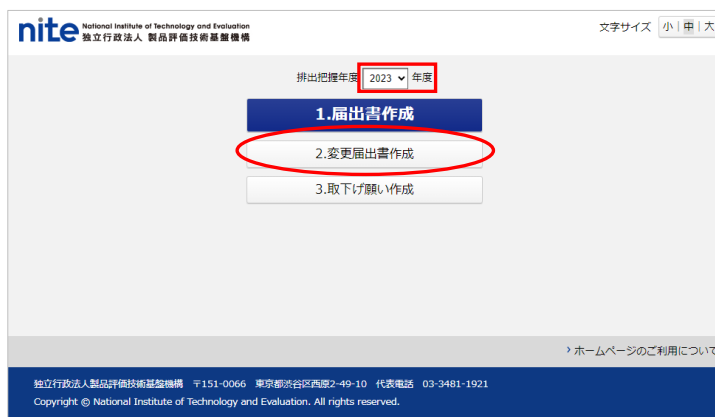 nite National Institute of Technology and Evaluation
独立行政法人 製品評価技術基盤機構
文字サイズ 小 中 大
排出把握年度 2023 年度
1.届出書作成
2.変更届出書作成
3.取下げ願い作成
ホームページのご利用について
独立行政法人製品評価技術基盤機構 〒151-0066 東京都渋谷区西原2-49-10 代表電話 03-3481-1921
Copyright © National Institute of Technology and Evaluation. All rights reserved.